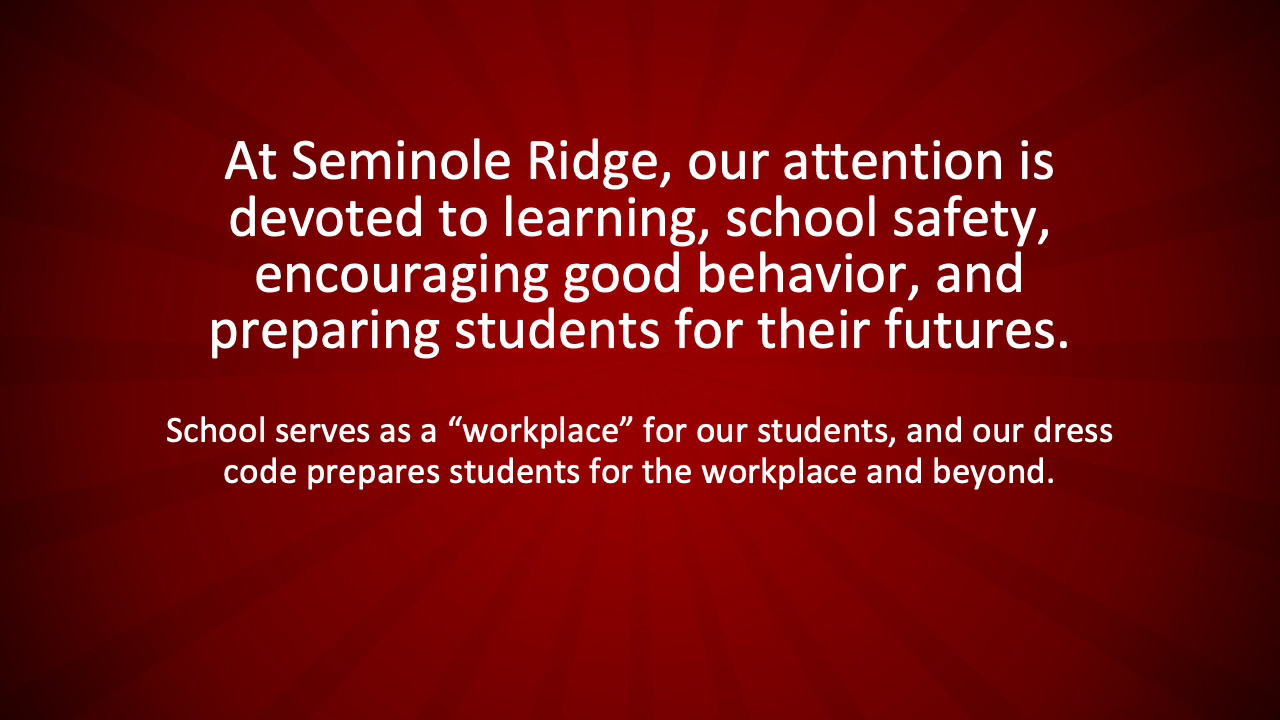 At Seminole Ridge, our attention is
devoted to learning, school safety,
encouraging good behavior, and
preparing students for their futures.
School serves as a “workplace” for our students, and our dress
code prepares students for the workplace and beyond.